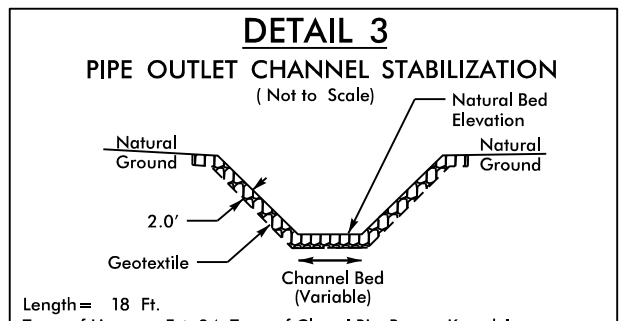 DETAIL 3
PIPE OUTLET CHANNEL STABILIZATION
( Not to Scale)
Natural Bed
Elevation
Natural
Ground
Natural
Ground
2.0'
Geotextile
Channel Bed
(Variable)
Length= 18 Ft.